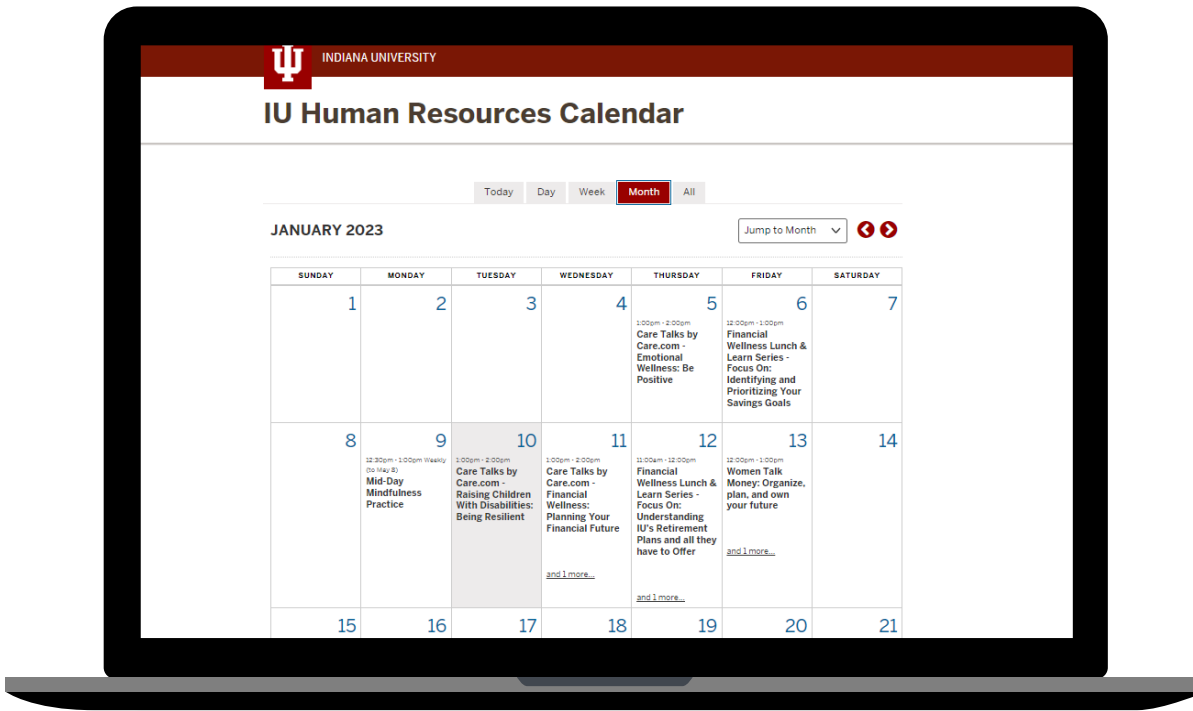 INDIANA UNIVERSITY
IU Human Resources Calendar
Today Day Week Month All
JANUARY 2023
Jump to Month
SUNDAY MONDAY TUESDAY WEDNESDAY THURSDAY FRIDAY SATURDAY
1
2
3
4
5
1:00pm - 2:00pm
Care Talks by
Care.com -
Emotional
Wellness: Be
Positive
6
12:00pm - 1:00pm
Financial
Wellness Lunch &
Learn Series -
Focus On:
Identifying and
Prioritizing Your
Savings Goals
7
8
9
12:30pm - 1:00pm Weekly
(to May 8)
Mid-Day
Mindfulness
Practice
10
1:00pm - 2:00pm
Care Talks by
Care.com -
Raising Children
With Disabilities:
Being Resilient
11
1:00pm - 2:00pm
Care Talks by
Care.com -
Financial
Wellness:
Planning Your
Financial Future
and 1 more...
12
11:00am - 12:00pm
Financial
Wellness Lunch &
Learn Series -
Focus On:
Understanding
IU's Retirement
Plans and all they
have to Offer
and 1 more...
13
12:00pm - 1:00pm
Women Talk
Money: Organize,
plan, and own
your future
and 1 more...
14
15
16
17
18
19
20
21